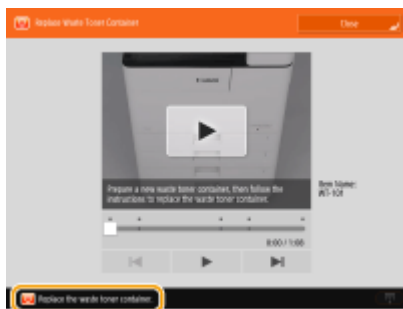 Replace Waste Toner Container
Close
Canon
Prepare a new waste toner container, then follow the
instructions to replace the waste toner container.
Item Name:
WT-101
0:00 / 1:08
Replace the waste toner container.